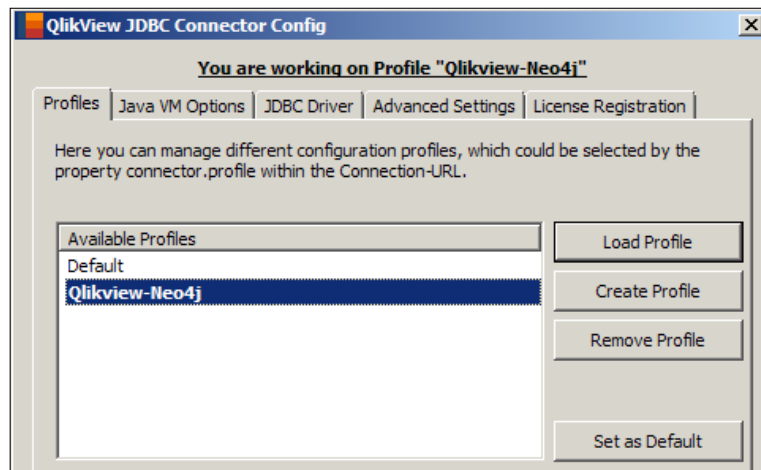 QlikView JDBC Connector Config
You are working on Profile "Qlikview-Neo4j"
Profiles
Java VM Options
JDBC Driver
Advanced Settings
License Registration
Here you can manage different configuration profiles, which could be selected by the
property connector.profile within the Connection-URL.
Available Profiles
Default
Qlikview-Neo4j
Load Profile
Create Profile
Remove Profile
Set as Default